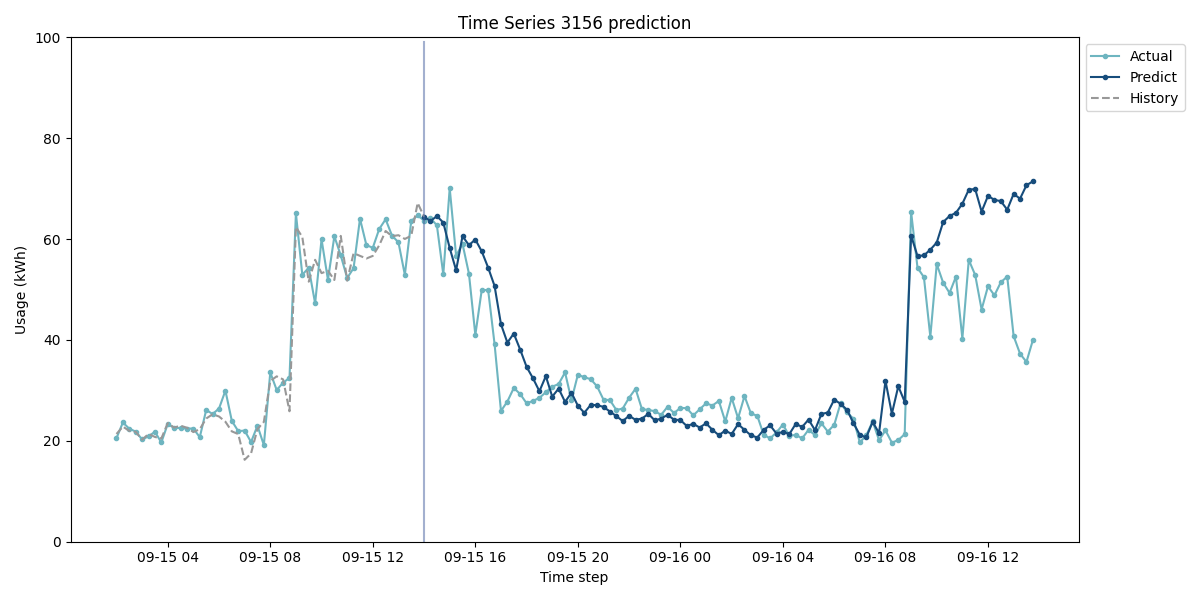 Time Series 3156 prediction
100
80
60
40
20
0
Usage (kWh)
09-15 04
09-15 08
09-15 12
09-15 16
09-15 20
09-16 00
09-16 04
09-16 08
09-16 12
Time step
Actual
Predict
History